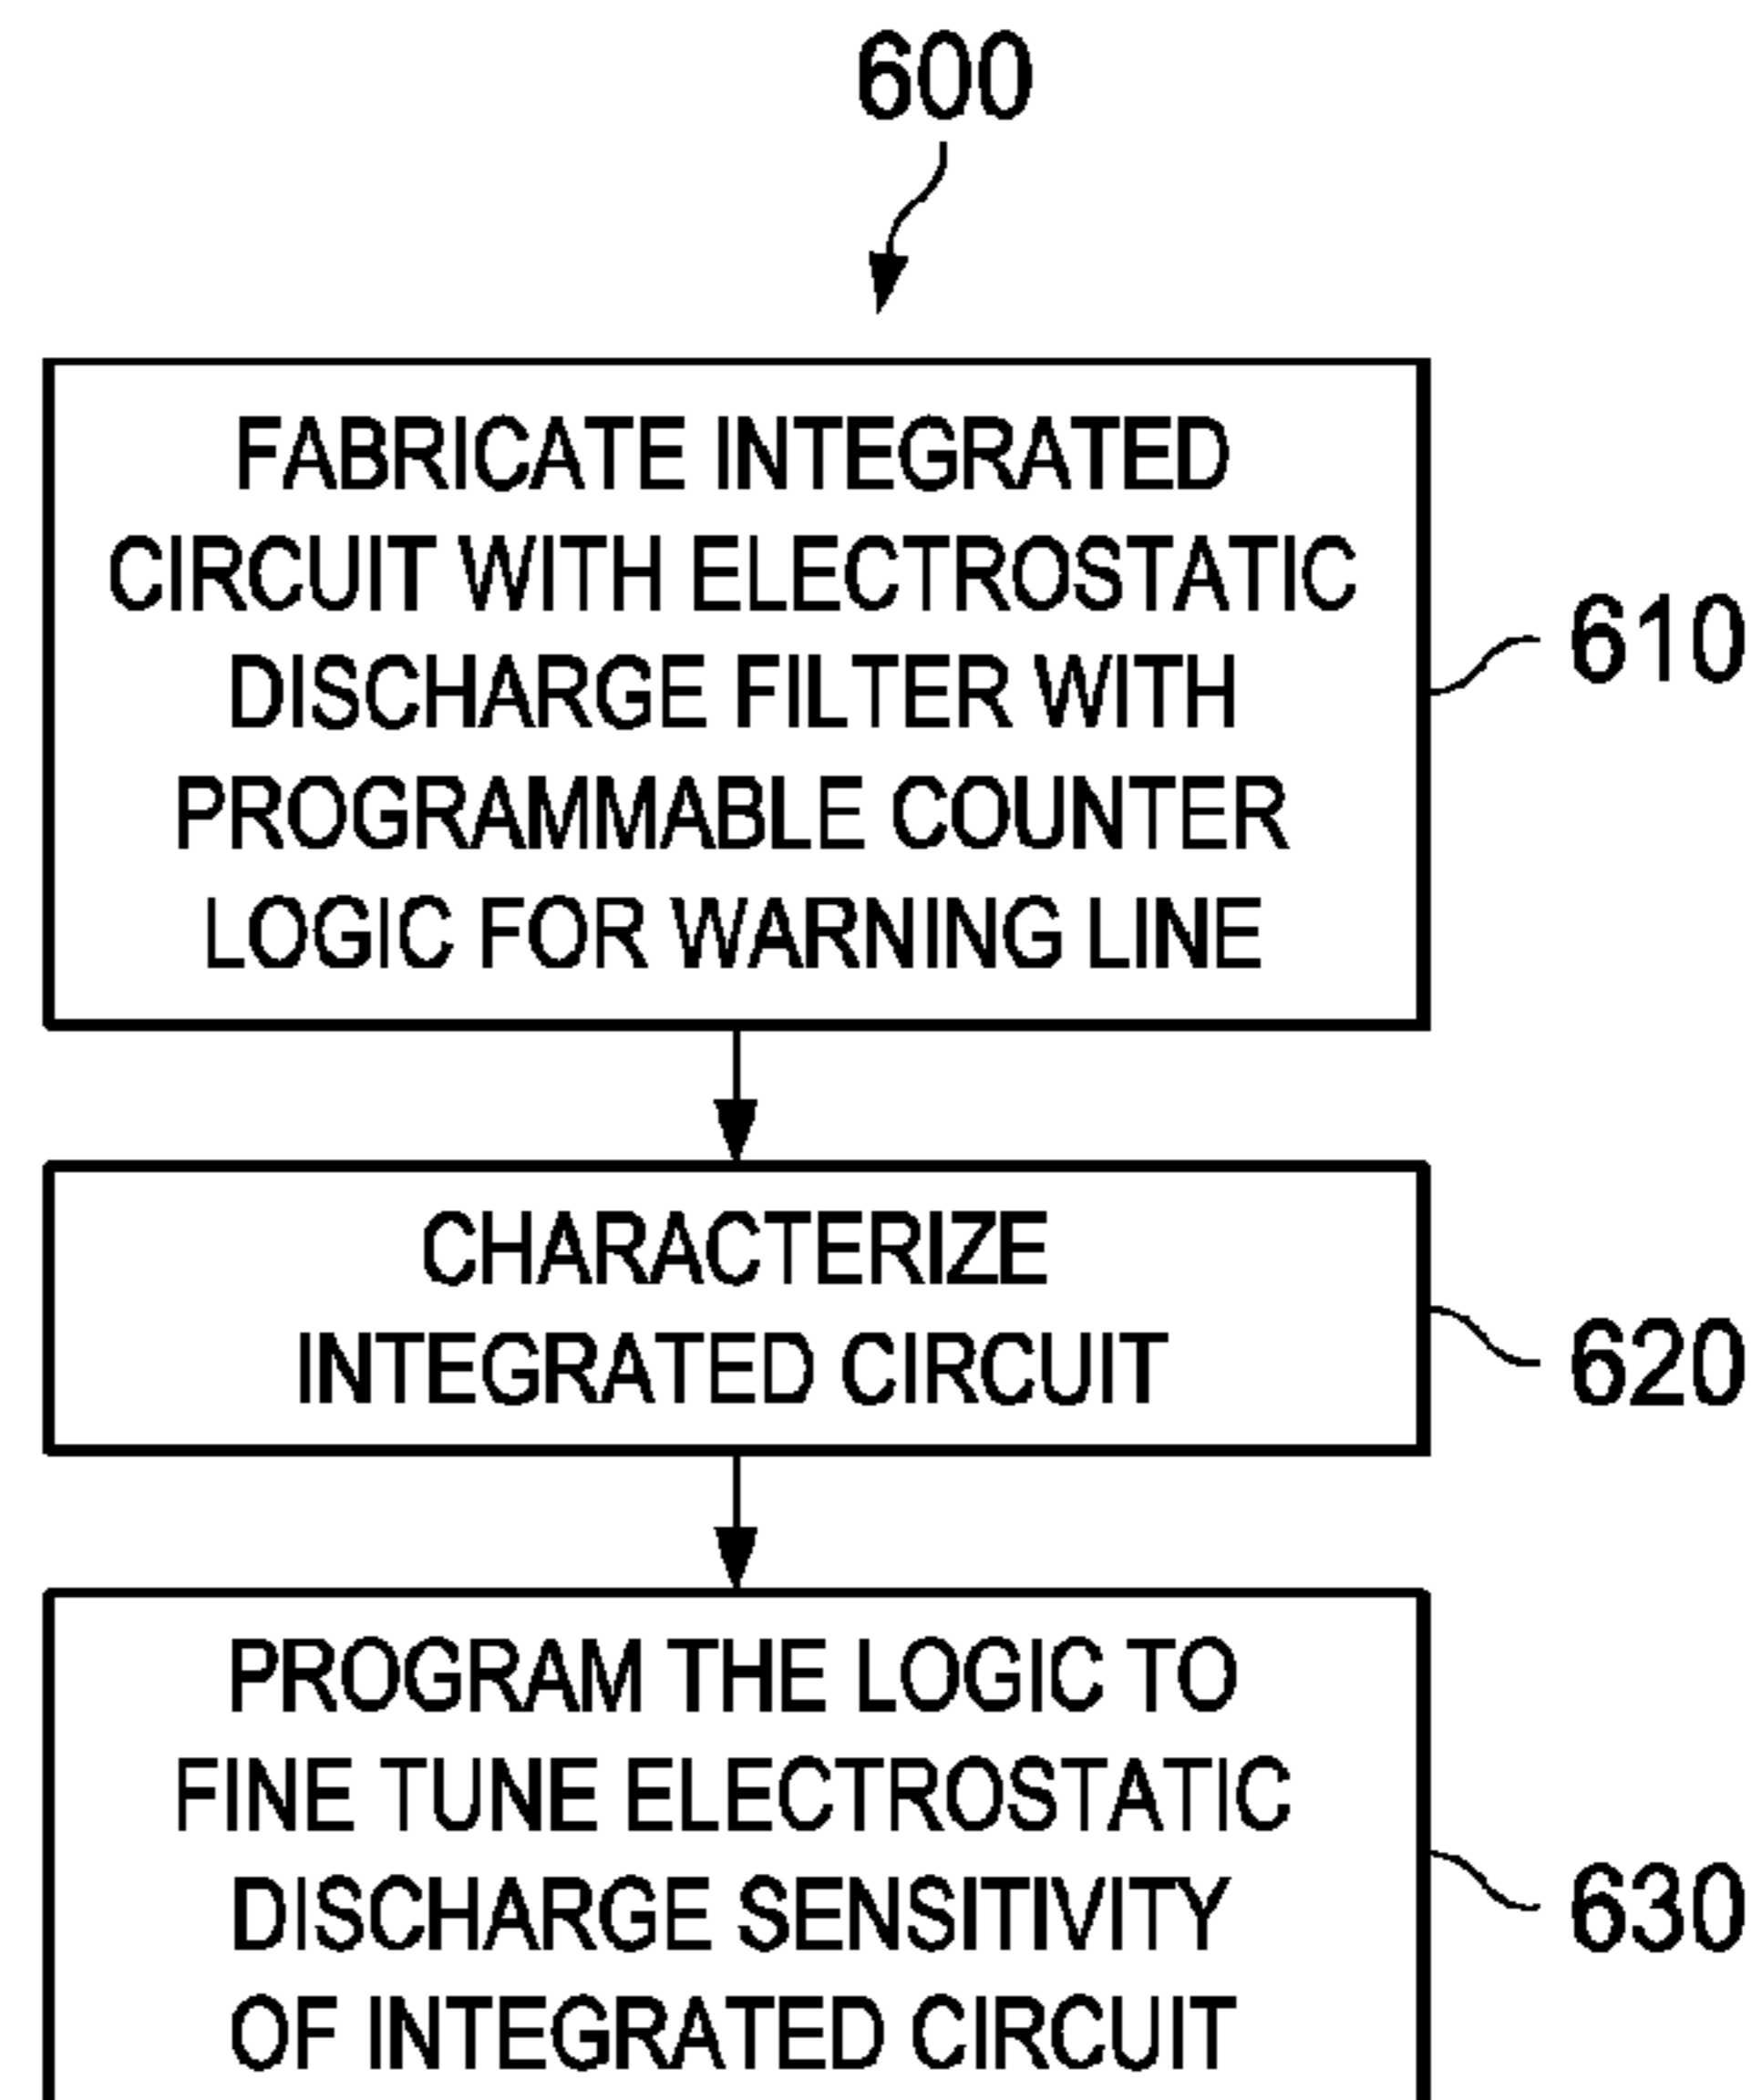 600
FABRICATE INTEGRATED
CIRCUIT WITH ELECTROSTATIC
DISCHARGE FILTER WITH
PROGRAMMABLE COUNTER
LOGIC FOR WARNING LINE
610
CHARACTERIZE
INTEGRATED CIRCUIT
620
PROGRAM THE LOGIC TO
FINE TUNE ELECTROSTATIC
DISCHARGE SENSITIVITY
OF INTEGRATED CIRCUIT
630